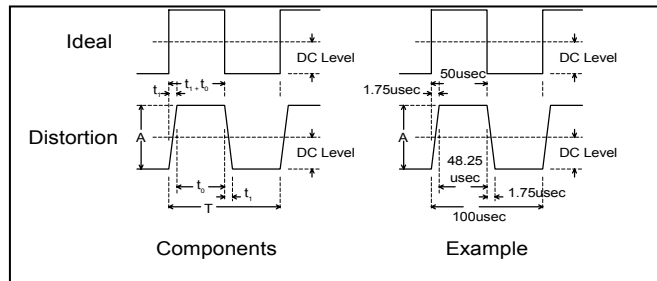 Ideal
DC Level
t₁
t₁ + t₀
Distortion
A
DC Level
t₀
t₁
T
Components
DC Level
50usec
1.75usec
A
DC Level
48.25
usec
1.75usec
100usec
Example